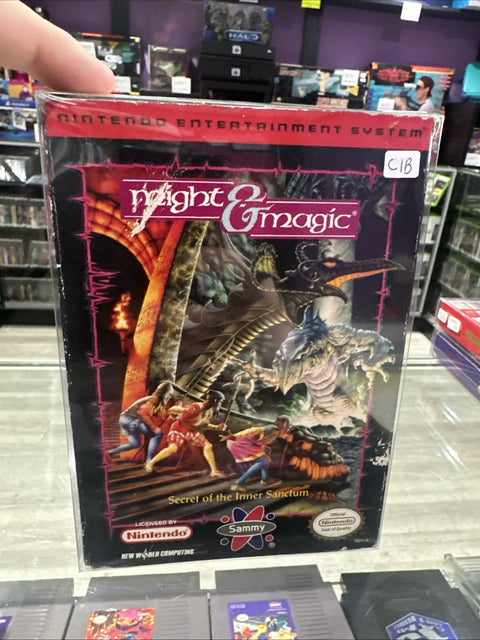 HALO
NINTENDO ENTERTAINMENT SYSTEM
CIB
might & magic®
Secret of the Inner Sanctum
LICENSED BY
Nintendo®
NEW WORLD COMPUTING
Sammy
®
Official
Nintendo
Seal of Quality